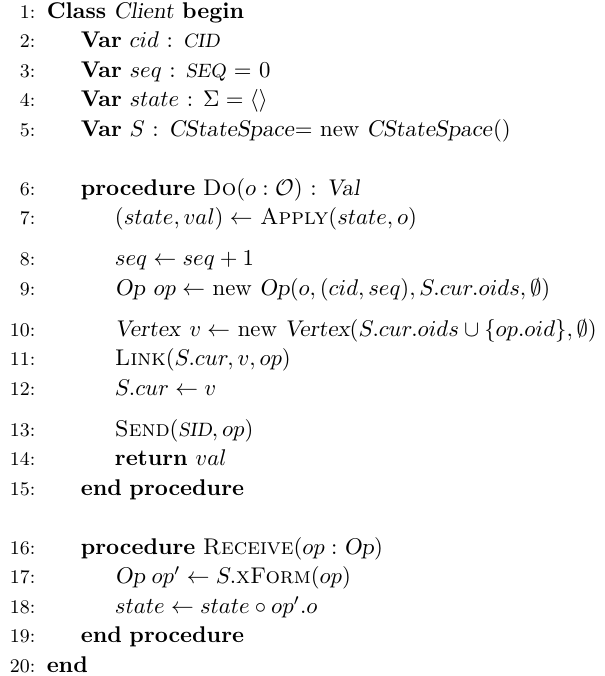 1: Class Client begin
2: Var cid : CID
3: Var seq : SEQ = 0
4: Var state : Σ = ⟨⟩
5: Var S : CStateSpace= new CStateSpace()
6: procedure Do(o : 𝒪) : Val
7: (state, val) ← Apply(state, o)
8: seq ← seq + 1
9: Op op ← new Op(o, (cid, seq), S.cur.oids, ∅)
10: Vertex v ← new Vertex(S.cur.oids ∪ {op.oid}, ∅)
11: Link(S.cur, v, op)
12: S.cur ← v
13: Send(SID, op)
14: return val
15: end procedure
16: procedure Receive(op : Op)
17: Op op′ ← S.xForm(op)
18: state ← state ∘ op′.o
19: end procedure
20: end